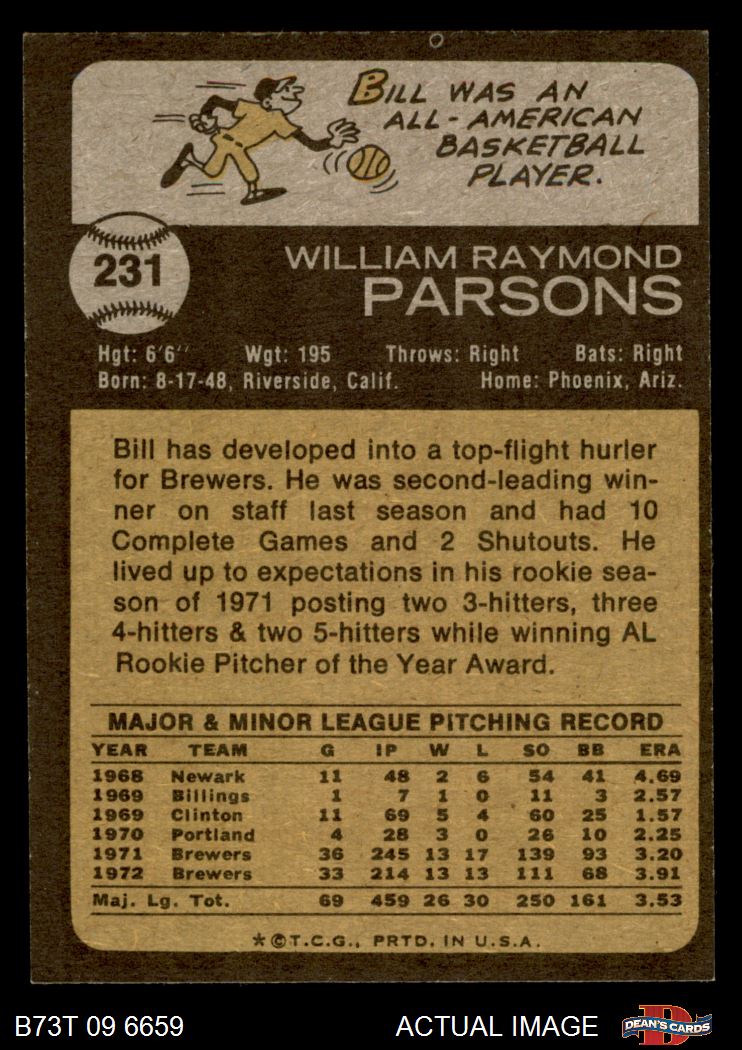 BILL WAS AN
ALL-AMERICAN
BASKETBALL
PLAYER.
231
WILLIAM RAYMOND
PARSONS
Hgt: 6'6'' Wgt: 195 Throws: Right Bats: Right
Born: 8-17-48, Riverside, Calif. Home: Phoenix, Ariz.
Bill has developed into a top-flight hurler
for Brewers. He was second-leading win-
ner on staff last season and had 10
Complete Games and 2 Shutouts. He
lived up to expectations in his rookie sea-
son of 1971 posting two 3-hitters, three
4-hitters & two 5-hitters while winning AL
Rookie Pitcher of the Year Award.
MAJOR & MINOR LEAGUE PITCHING RECORD
YEAR TEAM G IP W L SO BB ERA
1968 Newark 11 48 2 6 54 41 4.69
1969 Billings 1 7 1 0 11 3 2.57
1969 Clinton 11 69 5 4 60 25 1.57
1970 Portland 4 28 3 0 26 10 2.25
1971 Brewers 36 245 13 17 139 93 3.20
1972 Brewers 33 214 13 13 111 68 3.91
Maj. Lg. Tot. 69 459 26 30 250 161 3.53
*©T.C.G., PRTD. IN U.S.A.
B73T 09 6659 ACTUAL IMAGE D DEAN'S CARDS